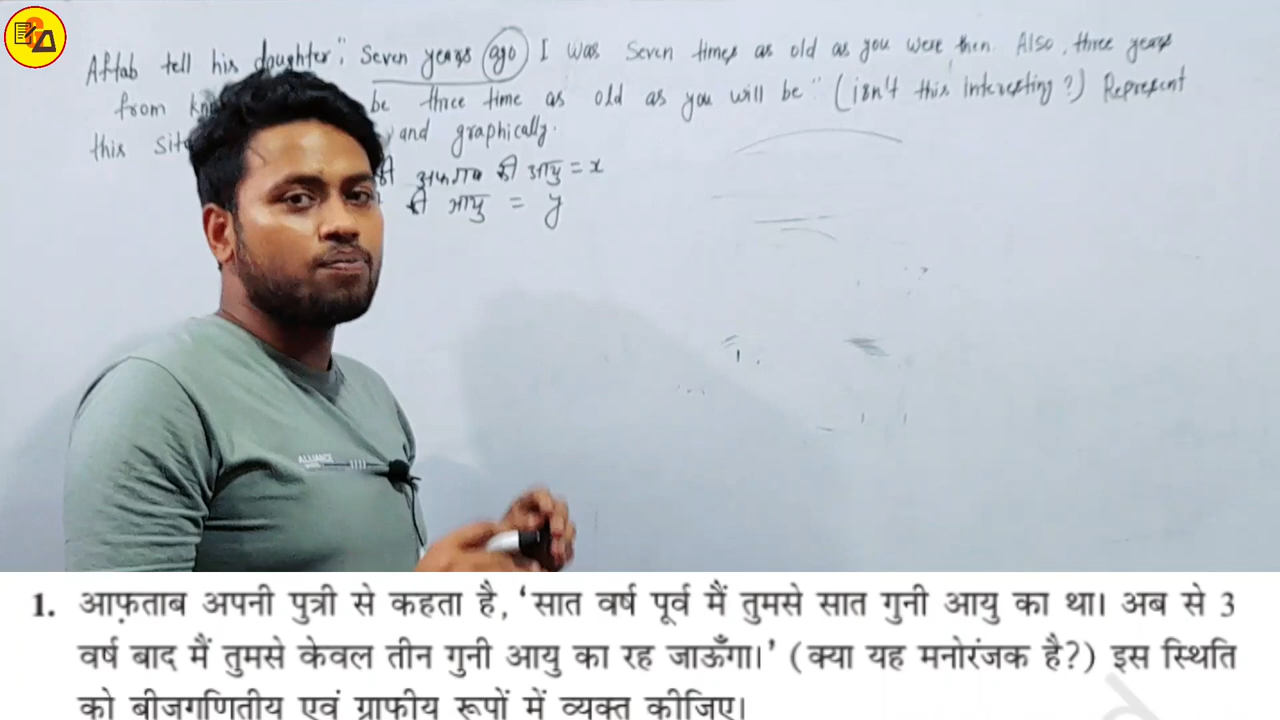 Aftab tell his daughter", Seven years ago I was Seven times as old as you were then. Also, three years
from be three time as old as you will be" (isn't this Interesting?) Represent
this and graphically.
की आयु = x
की आयु = y
ALLIANCE
1. आफ़ताब अपनी पुत्री से कहता है, ‘सात वर्ष पूर्व मैं तुमसे सात गुनी आयु का था। अब से 3
वर्ष बाद मैं तुमसे केवल तीन गुनी आयु का रह जाऊँगा।’ (क्या यह मनोरंजक है?) इस स्थिति
को बीजगणितीय एवं ग्राफीय रूपों में व्यक्त कीजिए।